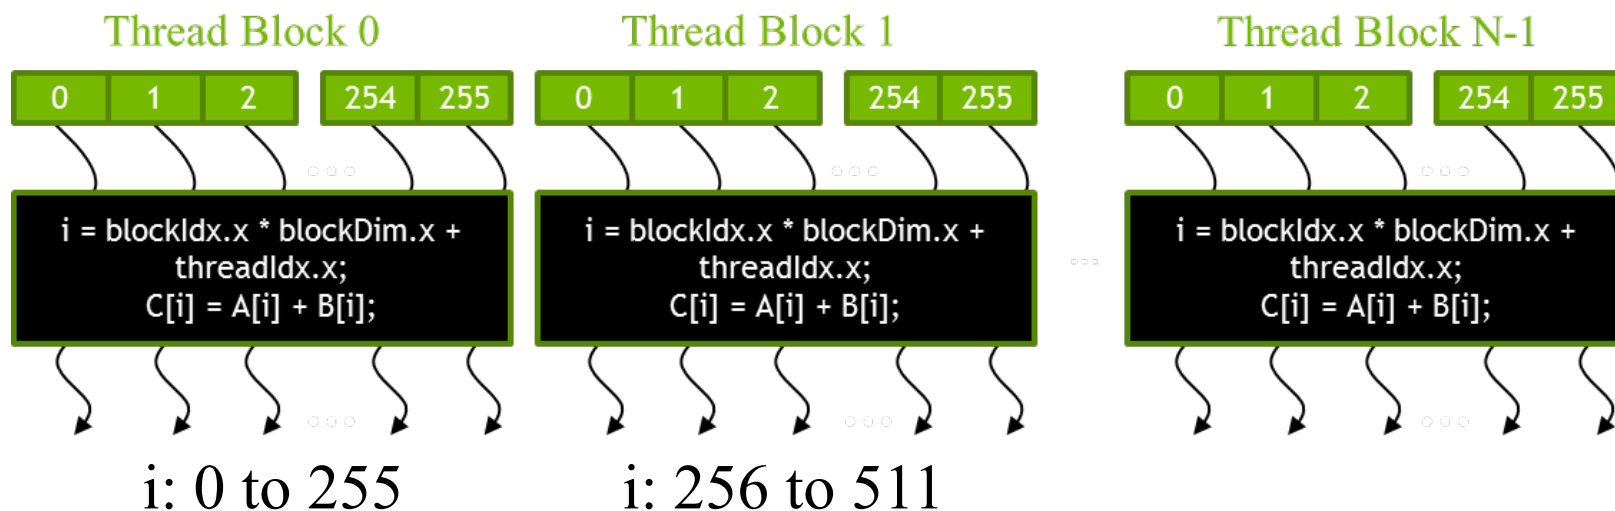 Thread Block 0
0 1 2 254 255
i = blockIdx.x * blockDim.x +
threadIdx.x;
C[i] = A[i] + B[i];
i: 0 to 255
Thread Block 1
0 1 2 254 255
i = blockIdx.x * blockDim.x +
threadIdx.x;
C[i] = A[i] + B[i];
i: 256 to 511
...
Thread Block N-1
0 1 2 254 255
i = blockIdx.x * blockDim.x +
threadIdx.x;
C[i] = A[i] + B[i];